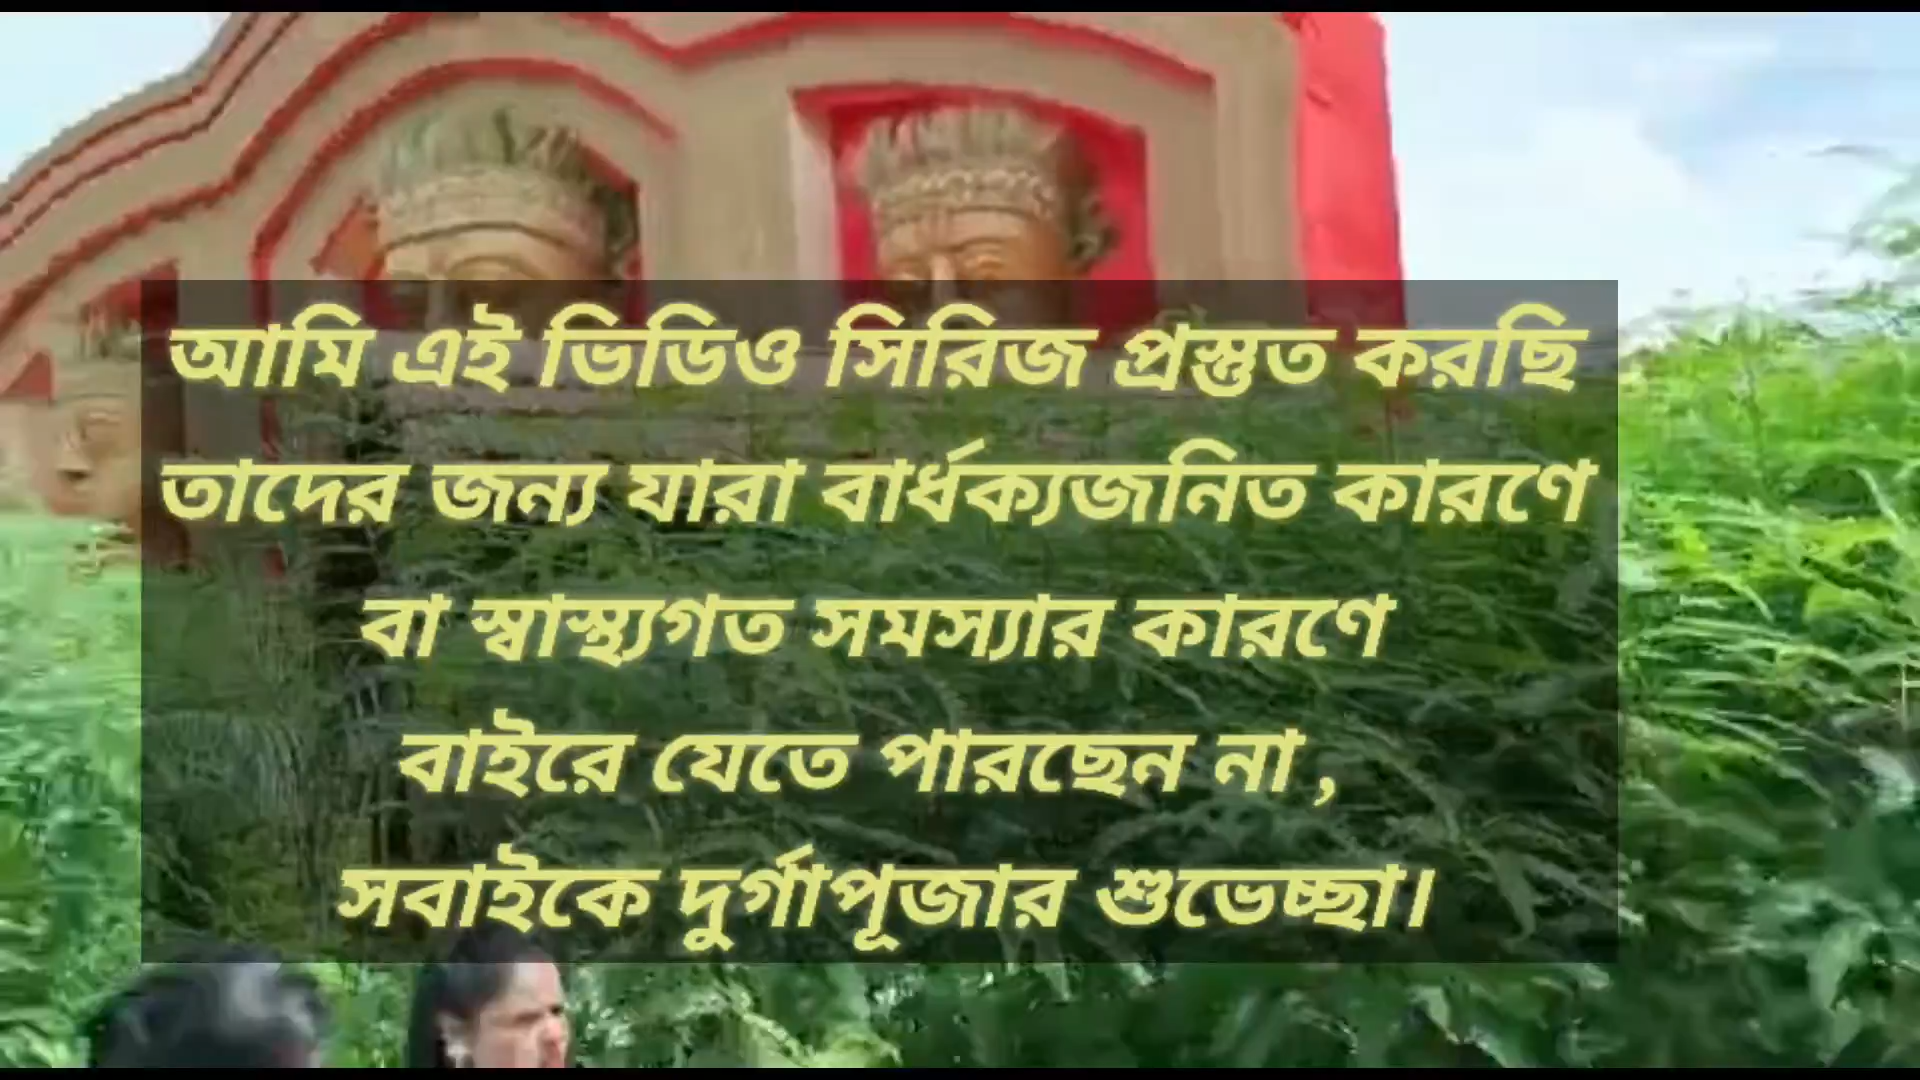 আমি এই ভিডিও সিরিজ প্রস্তুত করছি
তাদের জন্য যারা বার্ধক্যজনিত কারণে
বা স্বাস্থ্যগত সমস্যার কারণে
বাইরে যেতে পারছেন না ,
সবাইকে দুর্গাপূজার শুভেচ্ছা।